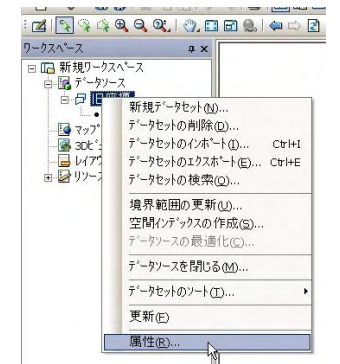 ワークスペース
新規ワークスペース
データソース
マップ
3Dビュ
レイアウ
リソー
新規データセット(N)...
データセットの削除(D)...
データセットのインポート(I)... Ctrl+I
データセットのエクスポート(E)... Ctrl+E
データセットの検索(O)...
境界範囲の更新(U)...
空間インデックスの作成(S)...
データソースの最適化(C)...
データソースを閉じる(M)...
データセットのソート(T)...
更新(F)
属性(R)...